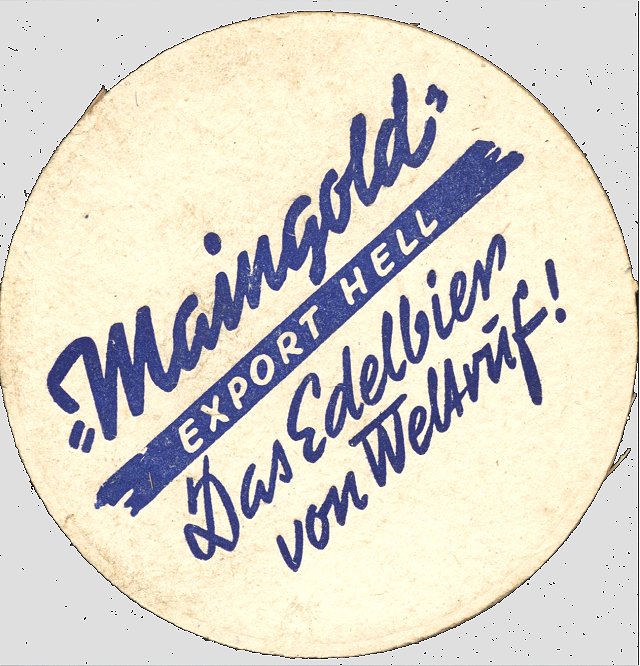 „Maingold”
EXPORT HELL
Das Edelbier
von Weltruf!